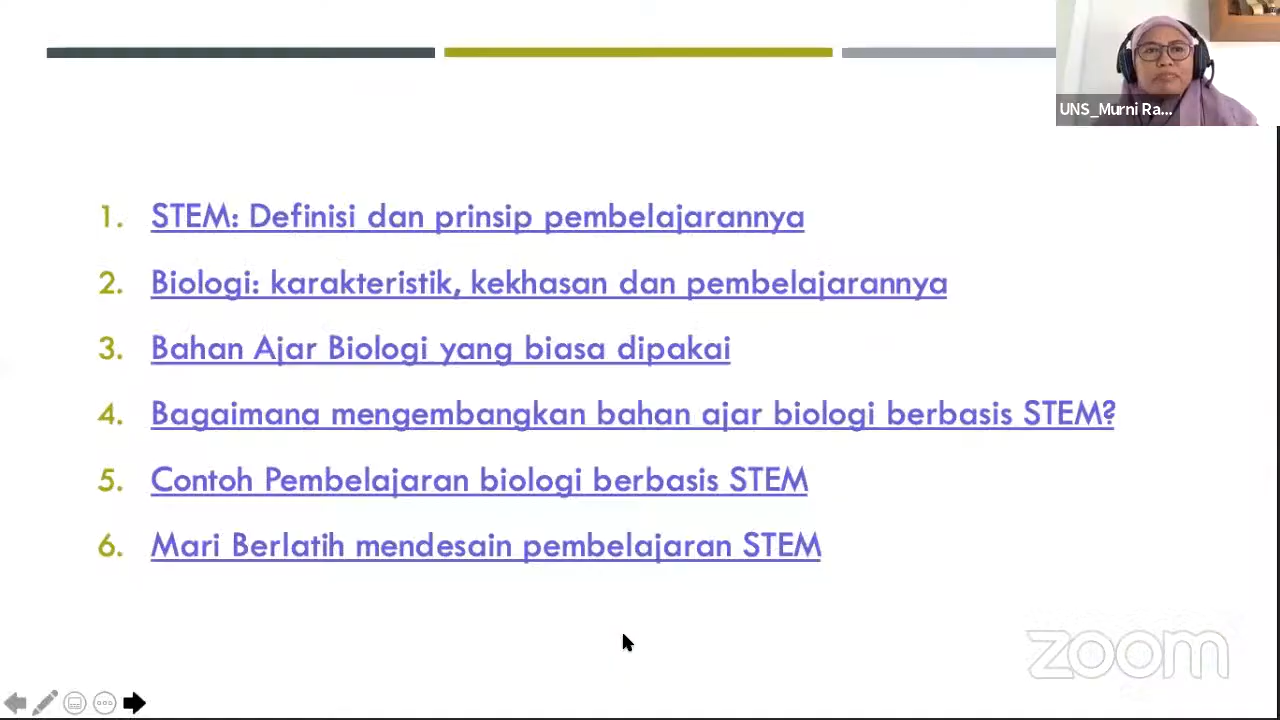 UNS_Murni Ra...
1. STEM: Definisi dan prinsip pembelajarannya
2. Biologi: karakteristik, kekhasan dan pembelajarannya
3. Bahan Ajar Biologi yang biasa dipakai
4. Bagaimana mengembangkan bahan ajar biologi berbasis STEM?
5. Contoh Pembelajaran biologi berbasis STEM
6. Mari Berlatih mendesain pembelajaran STEM
zoom